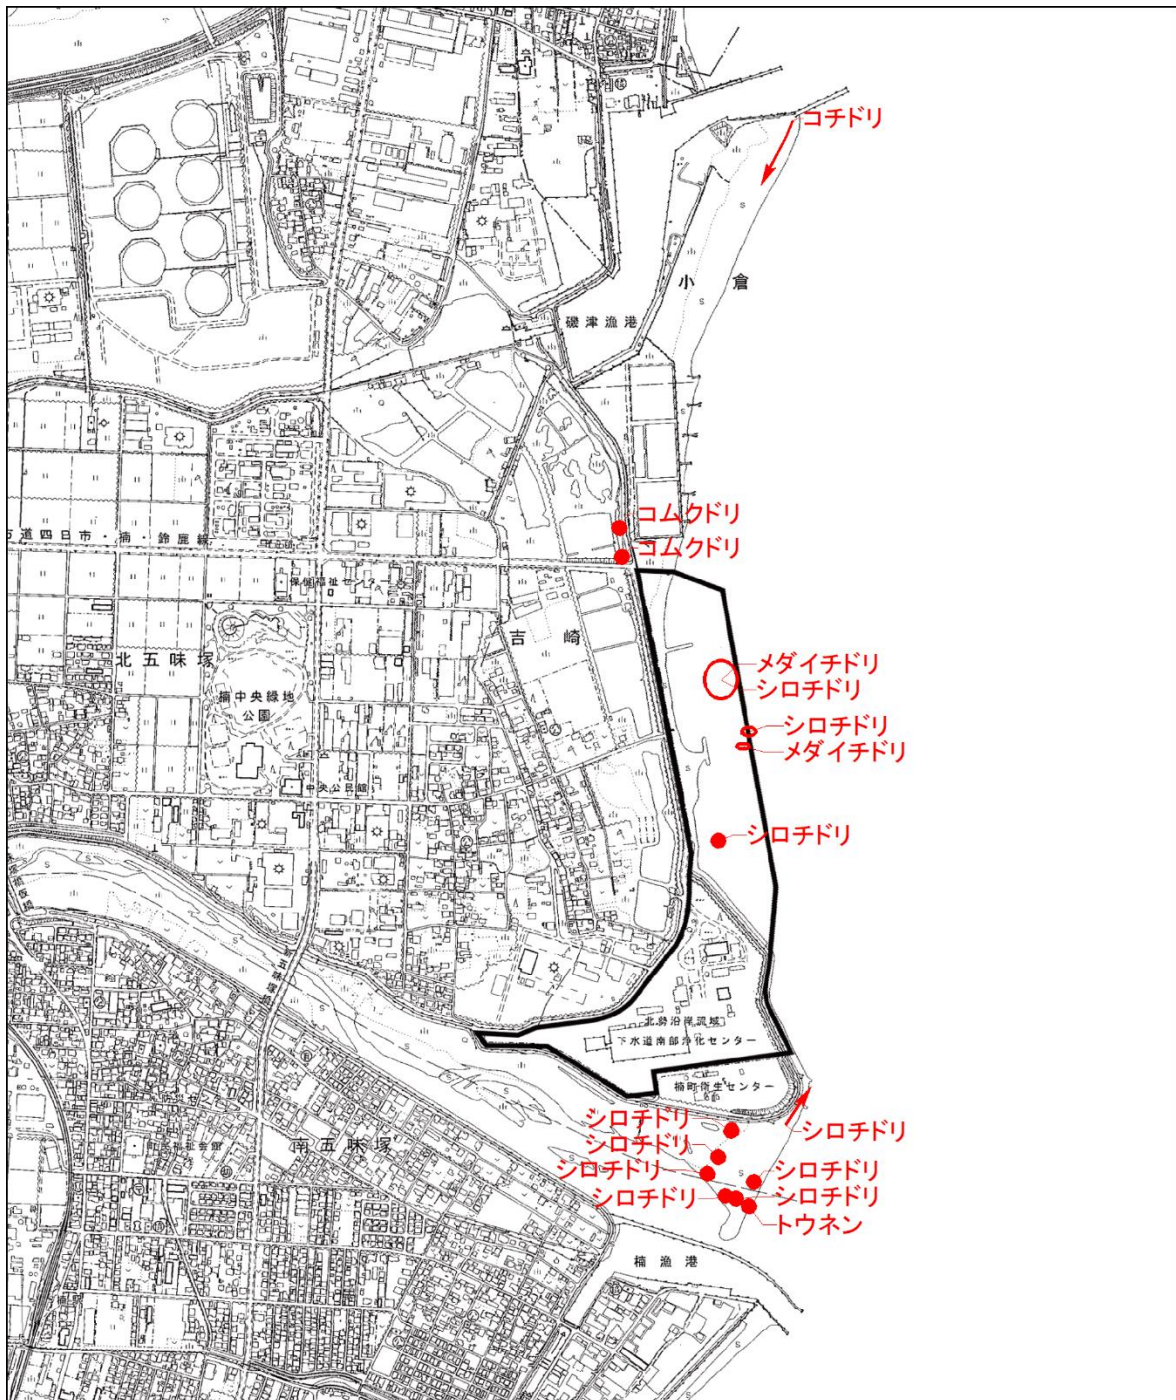 コチドリ
小倉
磯津漁港
コムクドリ
コムクドリ
市道四日市・楠・鈴鹿線
保健福祉センター
吉崎
北五味塚
メダイチドリ
シロチドリ
楠中央緑地
公園
シロチドリ
メダイチドリ
中央公民館
シロチドリ
北勢沿岸流域
下水道南部浄化センター
楠町衛生センター
シロチドリ
シロチドリ
シロチドリ
南五味塚
シロチドリ
シロチドリ
シロチドリ
シロチドリ
トウネン
楠漁港